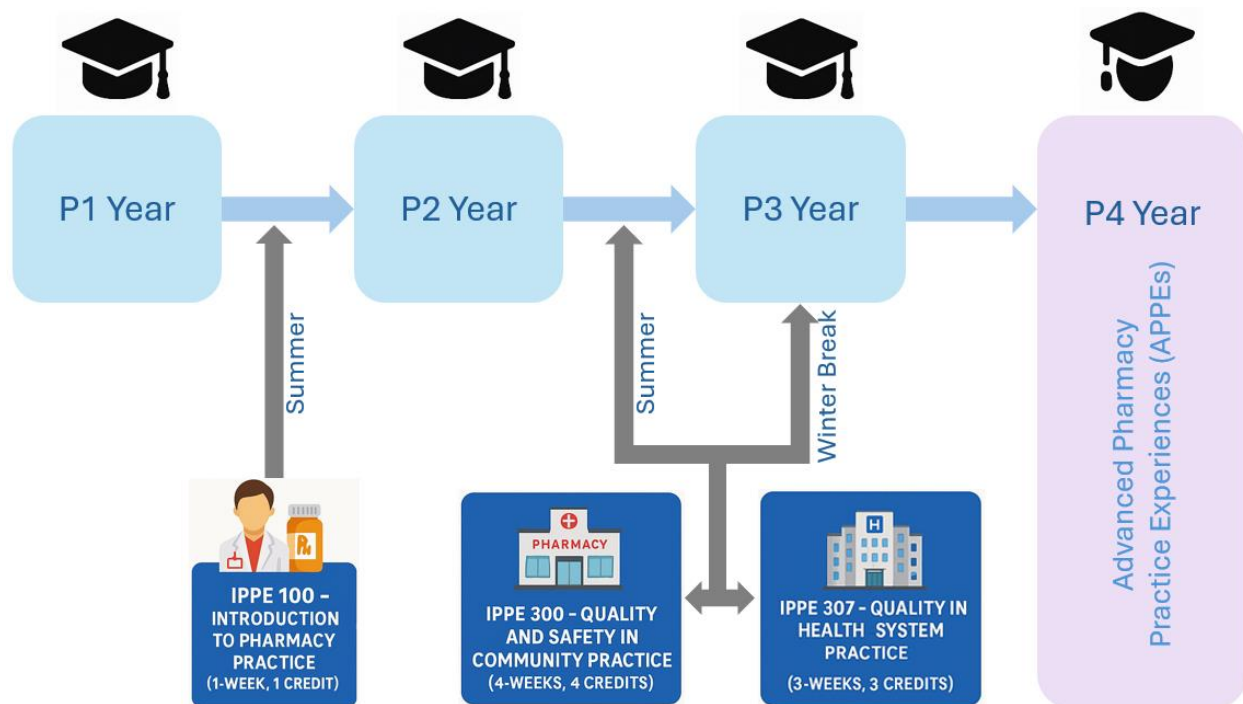 P1 Year
P2 Year
P3 Year
P4 Year
Advanced Pharmacy
Practice Experiences (APPEs)
Summer
Summer
Winter Break
IPPE 100 –
INTRODUCTION
TO PHARMACY
PRACTICE
(1-WEEK, 1 CREDIT)
PHARMACY
IPPE 300 – QUALITY
AND SAFETY IN
COMMUNITY PRACTICE
(4-WEEKS, 4 CREDITS)
H
IPPE 307 – QUALITY IN
HEALTH SYSTEM
PRACTICE
(3-WEEKS, 3 CREDITS)